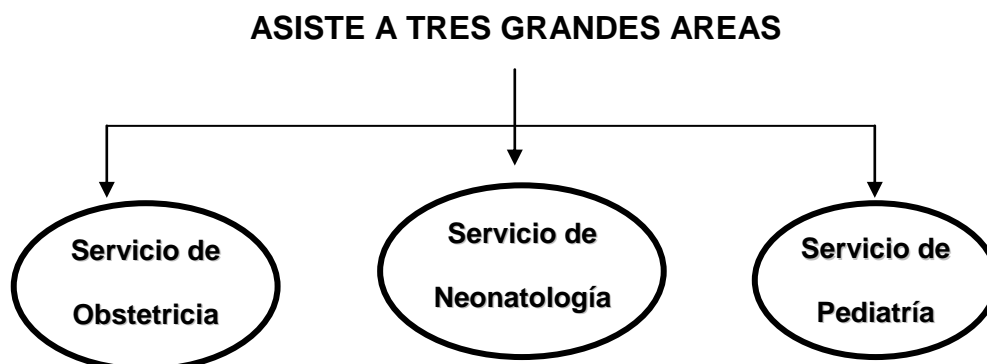 ASISTE A TRES GRANDES AREAS
Servicio de
Obstetricia
Servicio de
Neonatología
Servicio de
Pediatría